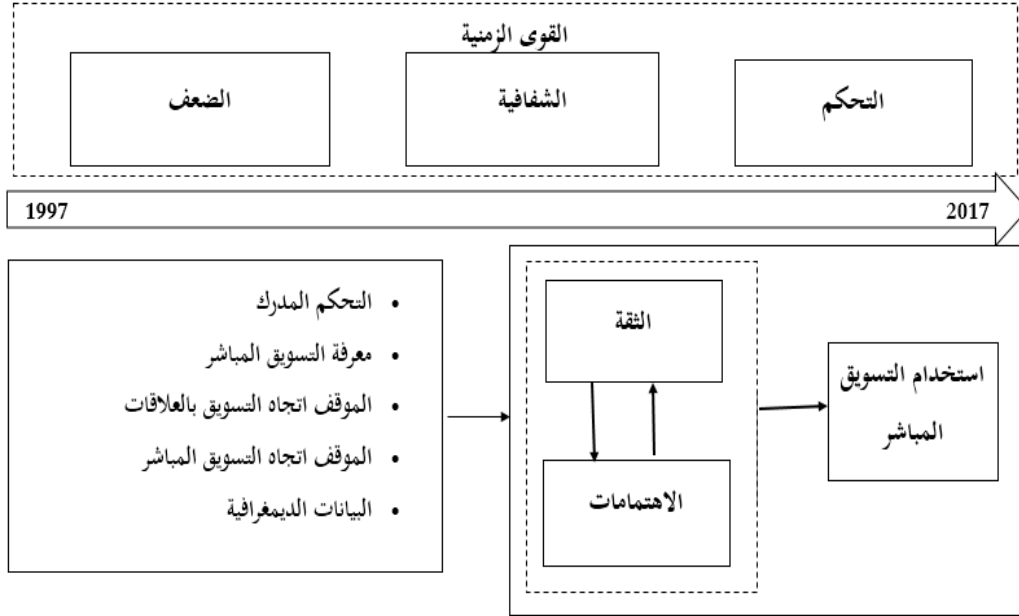 القوى الزمنية
التحكم
الشفافية
الضعف
1997
2017
التحكم المدرك
معرفة التسويق المباشر
الموقف اتجاه التسويق بالعلاقات
الموقف اتجاه التسويق المباشر
البيانات الديمغرافية
الثقة
الاهتمامات
استخدام التسويق
المباشر